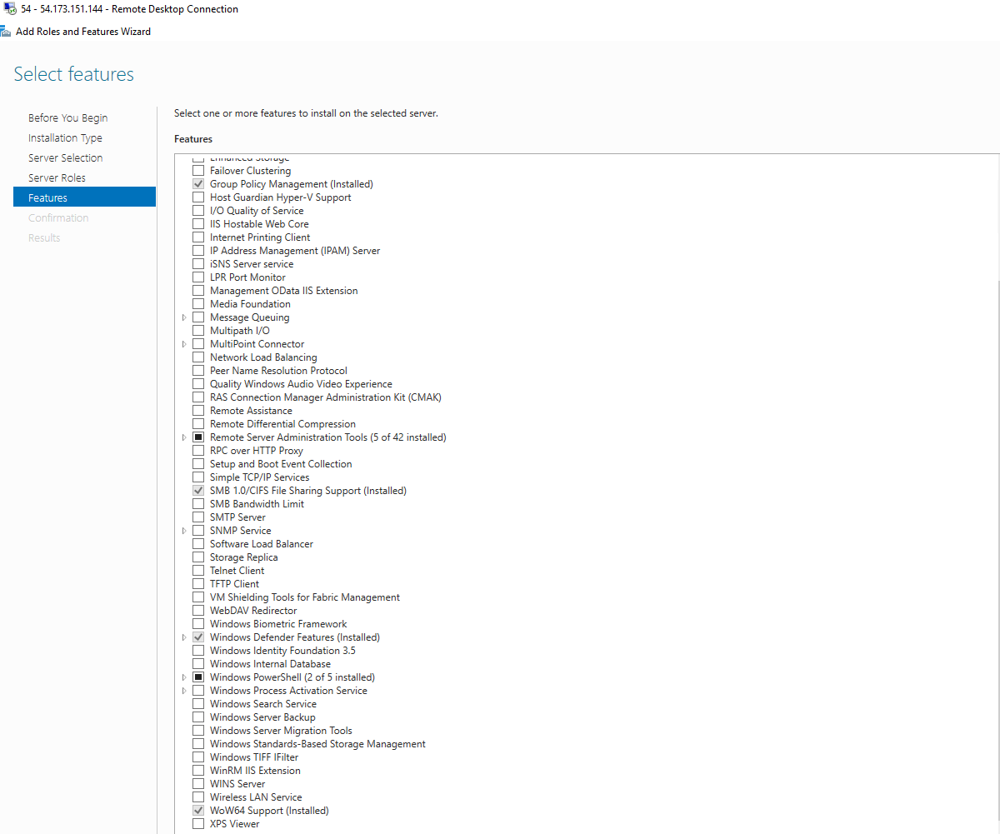 54 - 54.173.151.144 - Remote Desktop Connection
Add Roles and Features Wizard
Select features
Before You Begin
Installation Type
Server Selection
Server Roles
Features
Confirmation
Results
Select one or more features to install on the selected server.
Features
Enhanced Storage
Failover Clustering
Group Policy Management (Installed)
Host Guardian Hyper-V Support
I/O Quality of Service
IIS Hostable Web Core
Internet Printing Client
IP Address Management (IPAM) Server
iSNS Server service
LPR Port Monitor
Management OData IIS Extension
Media Foundation
Message Queuing
Multipath I/O
MultiPoint Connector
Network Load Balancing
Peer Name Resolution Protocol
Quality Windows Audio Video Experience
RAS Connection Manager Administration Kit (CMAK)
Remote Assistance
Remote Differential Compression
Remote Server Administration Tools (5 of 42 installed)
RPC over HTTP Proxy
Setup and Boot Event Collection
Simple TCP/IP Services
SMB 1.0/CIFS File Sharing Support (Installed)
SMB Bandwidth Limit
SMTP Server
SNMP Service
Software Load Balancer
Storage Replica
Telnet Client
TFTP Client
VM Shielding Tools for Fabric Management
WebDAV Redirector
Windows Biometric Framework
Windows Defender Features (Installed)
Windows Identity Foundation 3.5
Windows Internal Database
Windows PowerShell (2 of 5 installed)
Windows Process Activation Service
Windows Search Service
Windows Server Backup
Windows Server Migration Tools
Windows Standards-Based Storage Management
Windows TIFF IFilter
WinRM IIS Extension
WINS Server
Wireless LAN Service
WoW64 Support (Installed)
XPS Viewer